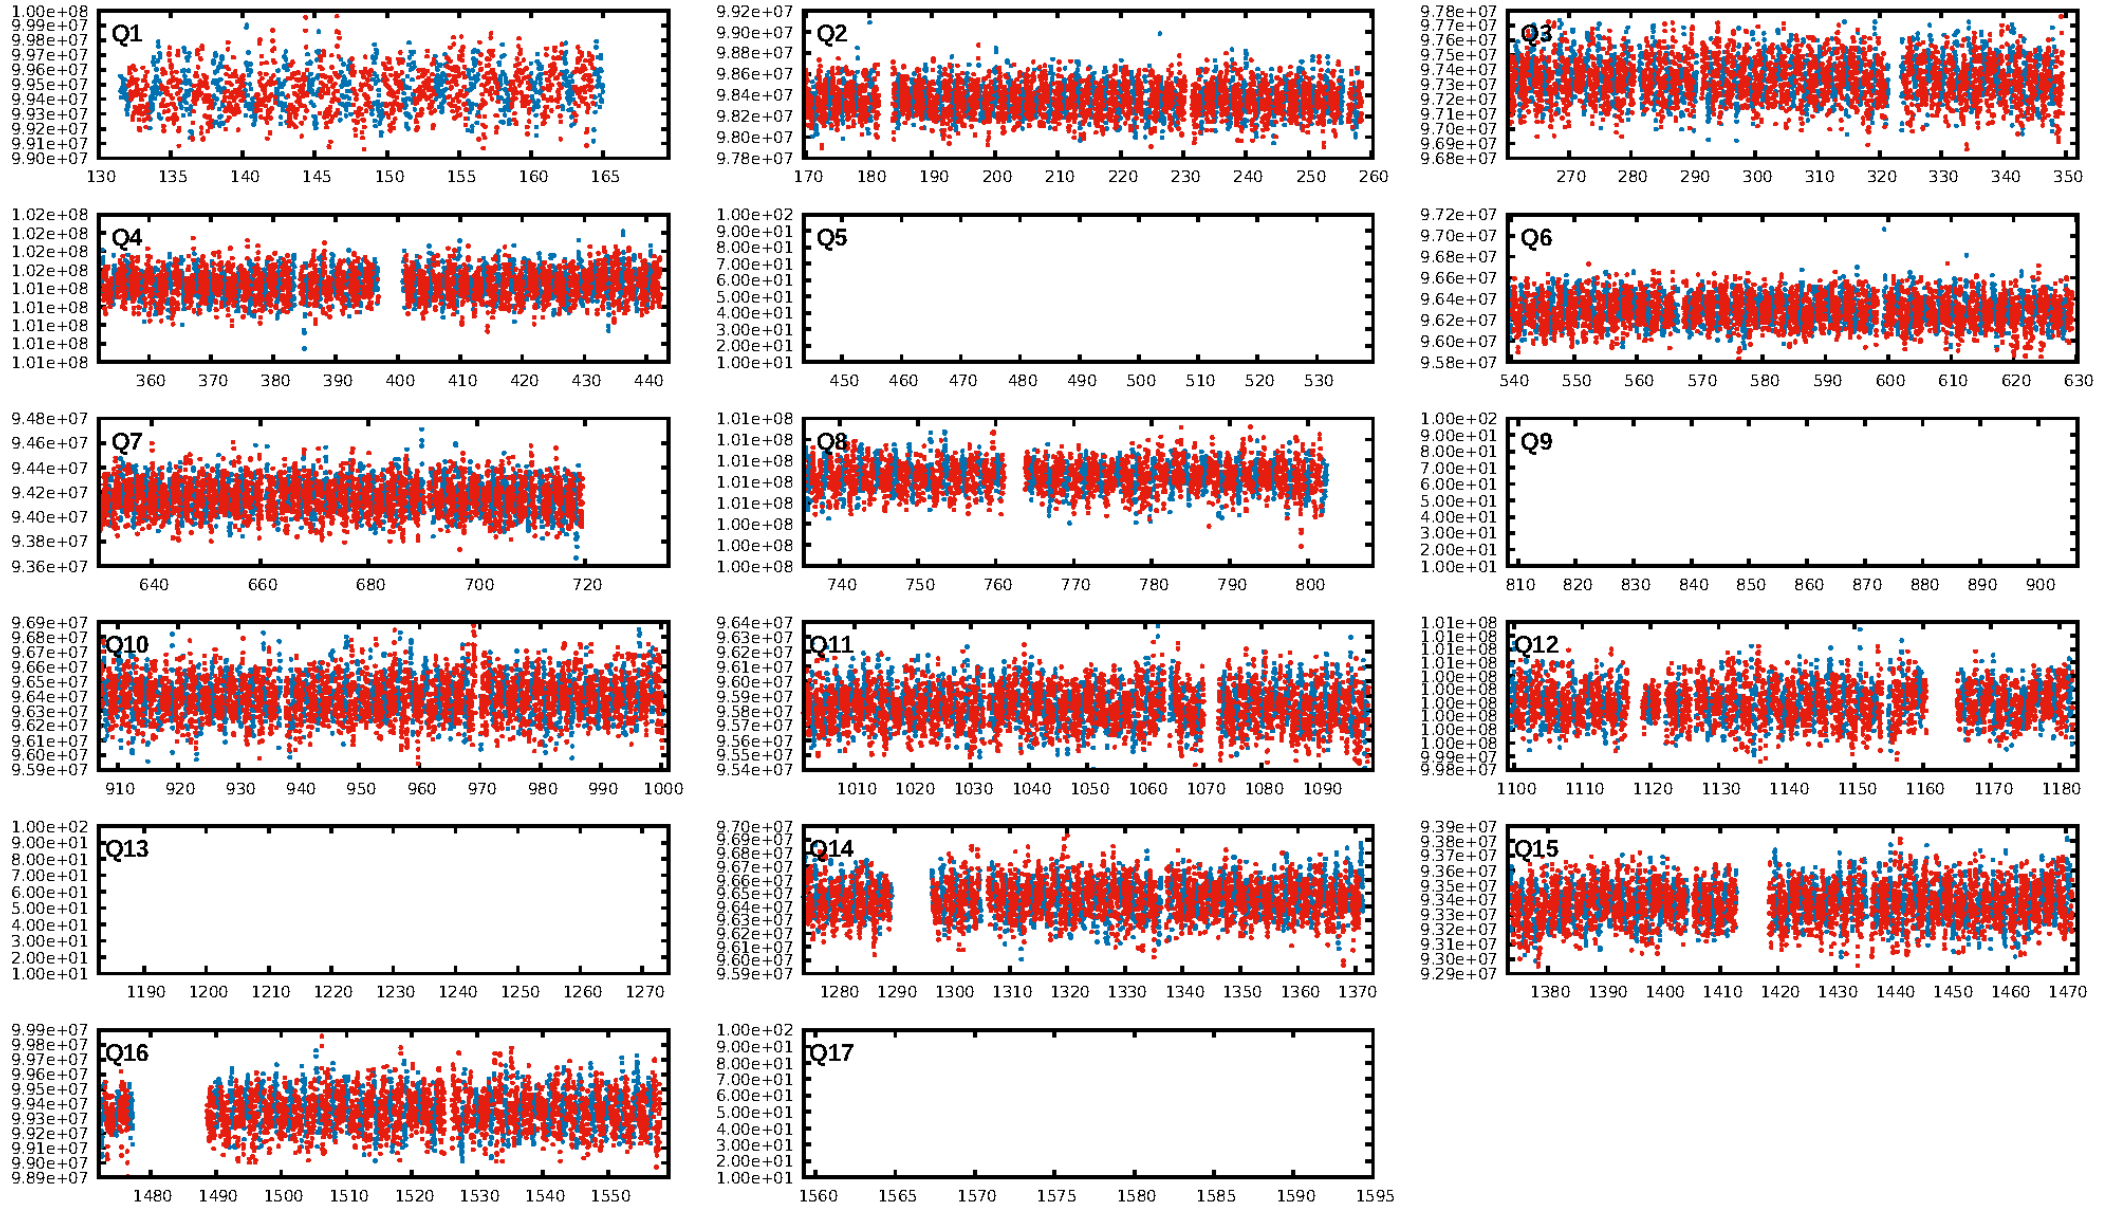 1.00e+08
9.99e+07
9.98e+07
9.97e+07
9.96e+07
9.95e+07
9.94e+07
9.93e+07
9.92e+07
9.91e+07
9.90e+07
Q1
130 135 140 145 150 155 160 165
9.92e+07
9.90e+07
9.88e+07
9.86e+07
9.84e+07
9.82e+07
9.80e+07
9.78e+07
Q2
170 180 190 200 210 220 230 240 250 260
9.78e+07
9.77e+07
9.76e+07
9.75e+07
9.74e+07
9.73e+07
9.72e+07
9.71e+07
9.70e+07
9.69e+07
9.68e+07
Q3
270 280 290 300 310 320 330 340 350
1.02e+08
1.02e+08
1.02e+08
1.02e+08
1.01e+08
1.01e+08
1.01e+08
1.01e+08
1.01e+08
Q4
360 370 380 390 400 410 420 430 440
1.00e+02
9.00e+01
8.00e+01
7.00e+01
6.00e+01
5.00e+01
4.00e+01
3.00e+01
2.00e+01
1.00e+01
Q5
450 460 470 480 490 500 510 520 530
9.72e+07
9.70e+07
9.68e+07
9.66e+07
9.64e+07
9.62e+07
9.60e+07
9.58e+07
Q6
540 550 560 570 580 590 600 610 620 630
9.48e+07
9.46e+07
9.44e+07
9.42e+07
9.40e+07
9.38e+07
9.36e+07
Q7
640 660 680 700 720
1.01e+08
1.01e+08
1.01e+08
1.01e+08
1.01e+08
1.00e+08
1.00e+08
1.00e+08
Q8
740 750 760 770 780 790 800
1.00e+02
9.00e+01
8.00e+01
7.00e+01
6.00e+01
5.00e+01
4.00e+01
3.00e+01
2.00e+01
1.00e+01
Q9
810 820 830 840 850 860 870 880 890 900
9.69e+07
9.68e+07
9.67e+07
9.66e+07
9.65e+07
9.64e+07
9.63e+07
9.62e+07
9.61e+07
9.60e+07
9.59e+07
Q10
910 920 930 940 950 960 970 980 990 1000
9.64e+07
9.63e+07
9.62e+07
9.61e+07
9.60e+07
9.59e+07
9.58e+07
9.57e+07
9.56e+07
9.55e+07
9.54e+07
Q11
1010 1020 1030 1040 1050 1060 1070 1080 1090
1.01e+08
1.01e+08
1.01e+08
1.01e+08
1.00e+08
1.00e+08
1.00e+08
1.00e+08
1.00e+08
1.00e+08
9.99e+07
9.98e+07
Q12
1100 1110 1120 1130 1140 1150 1160 1170 1180
1.00e+02
9.00e+01
8.00e+01
7.00e+01
6.00e+01
5.00e+01
4.00e+01
3.00e+01
2.00e+01
1.00e+01
Q13
1190 1200 1210 1220 1230 1240 1250 1260 1270
9.70e+07
9.69e+07
9.68e+07
9.67e+07
9.66e+07
9.65e+07
9.64e+07
9.63e+07
9.62e+07
9.61e+07
9.60e+07
9.59e+07
Q14
1280 1290 1300 1310 1320 1330 1340 1350 1360 1370
9.39e+07
9.38e+07
9.37e+07
9.36e+07
9.35e+07
9.34e+07
9.33e+07
9.32e+07
9.31e+07
9.30e+07
9.29e+07
Q15
1380 1390 1400 1410 1420 1430 1440 1450 1460 1470
9.99e+07
9.98e+07
9.97e+07
9.96e+07
9.95e+07
9.94e+07
9.93e+07
9.92e+07
9.91e+07
9.90e+07
9.89e+07
Q16
1480 1490 1500 1510 1520 1530 1540 1550
1.00e+02
9.00e+01
8.00e+01
7.00e+01
6.00e+01
5.00e+01
4.00e+01
3.00e+01
2.00e+01
1.00e+01
Q17
1560 1565 1570 1575 1580 1585 1590 1595